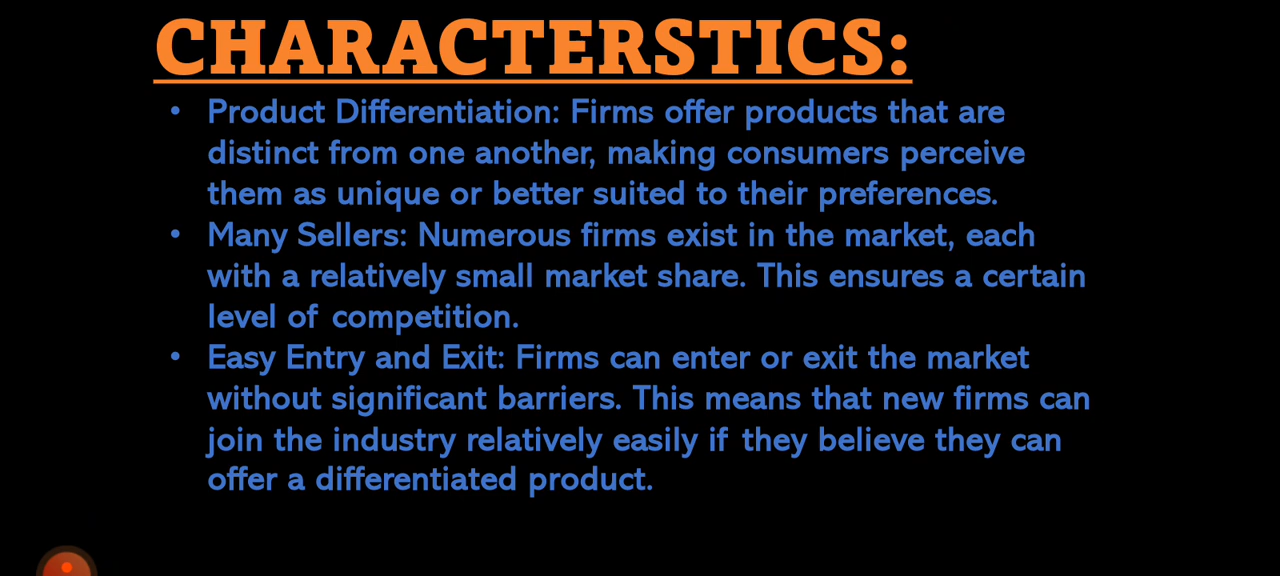 CHARACTERSTICS:
• Product Differentiation: Firms offer products that are
distinct from one another, making consumers perceive
them as unique or better suited to their preferences.
• Many Sellers: Numerous firms exist in the market, each
with a relatively small market share. This ensures a certain
level of competition.
• Easy Entry and Exit: Firms can enter or exit the market
without significant barriers. This means that new firms can
join the industry relatively easily if they believe they can
offer a differentiated product.